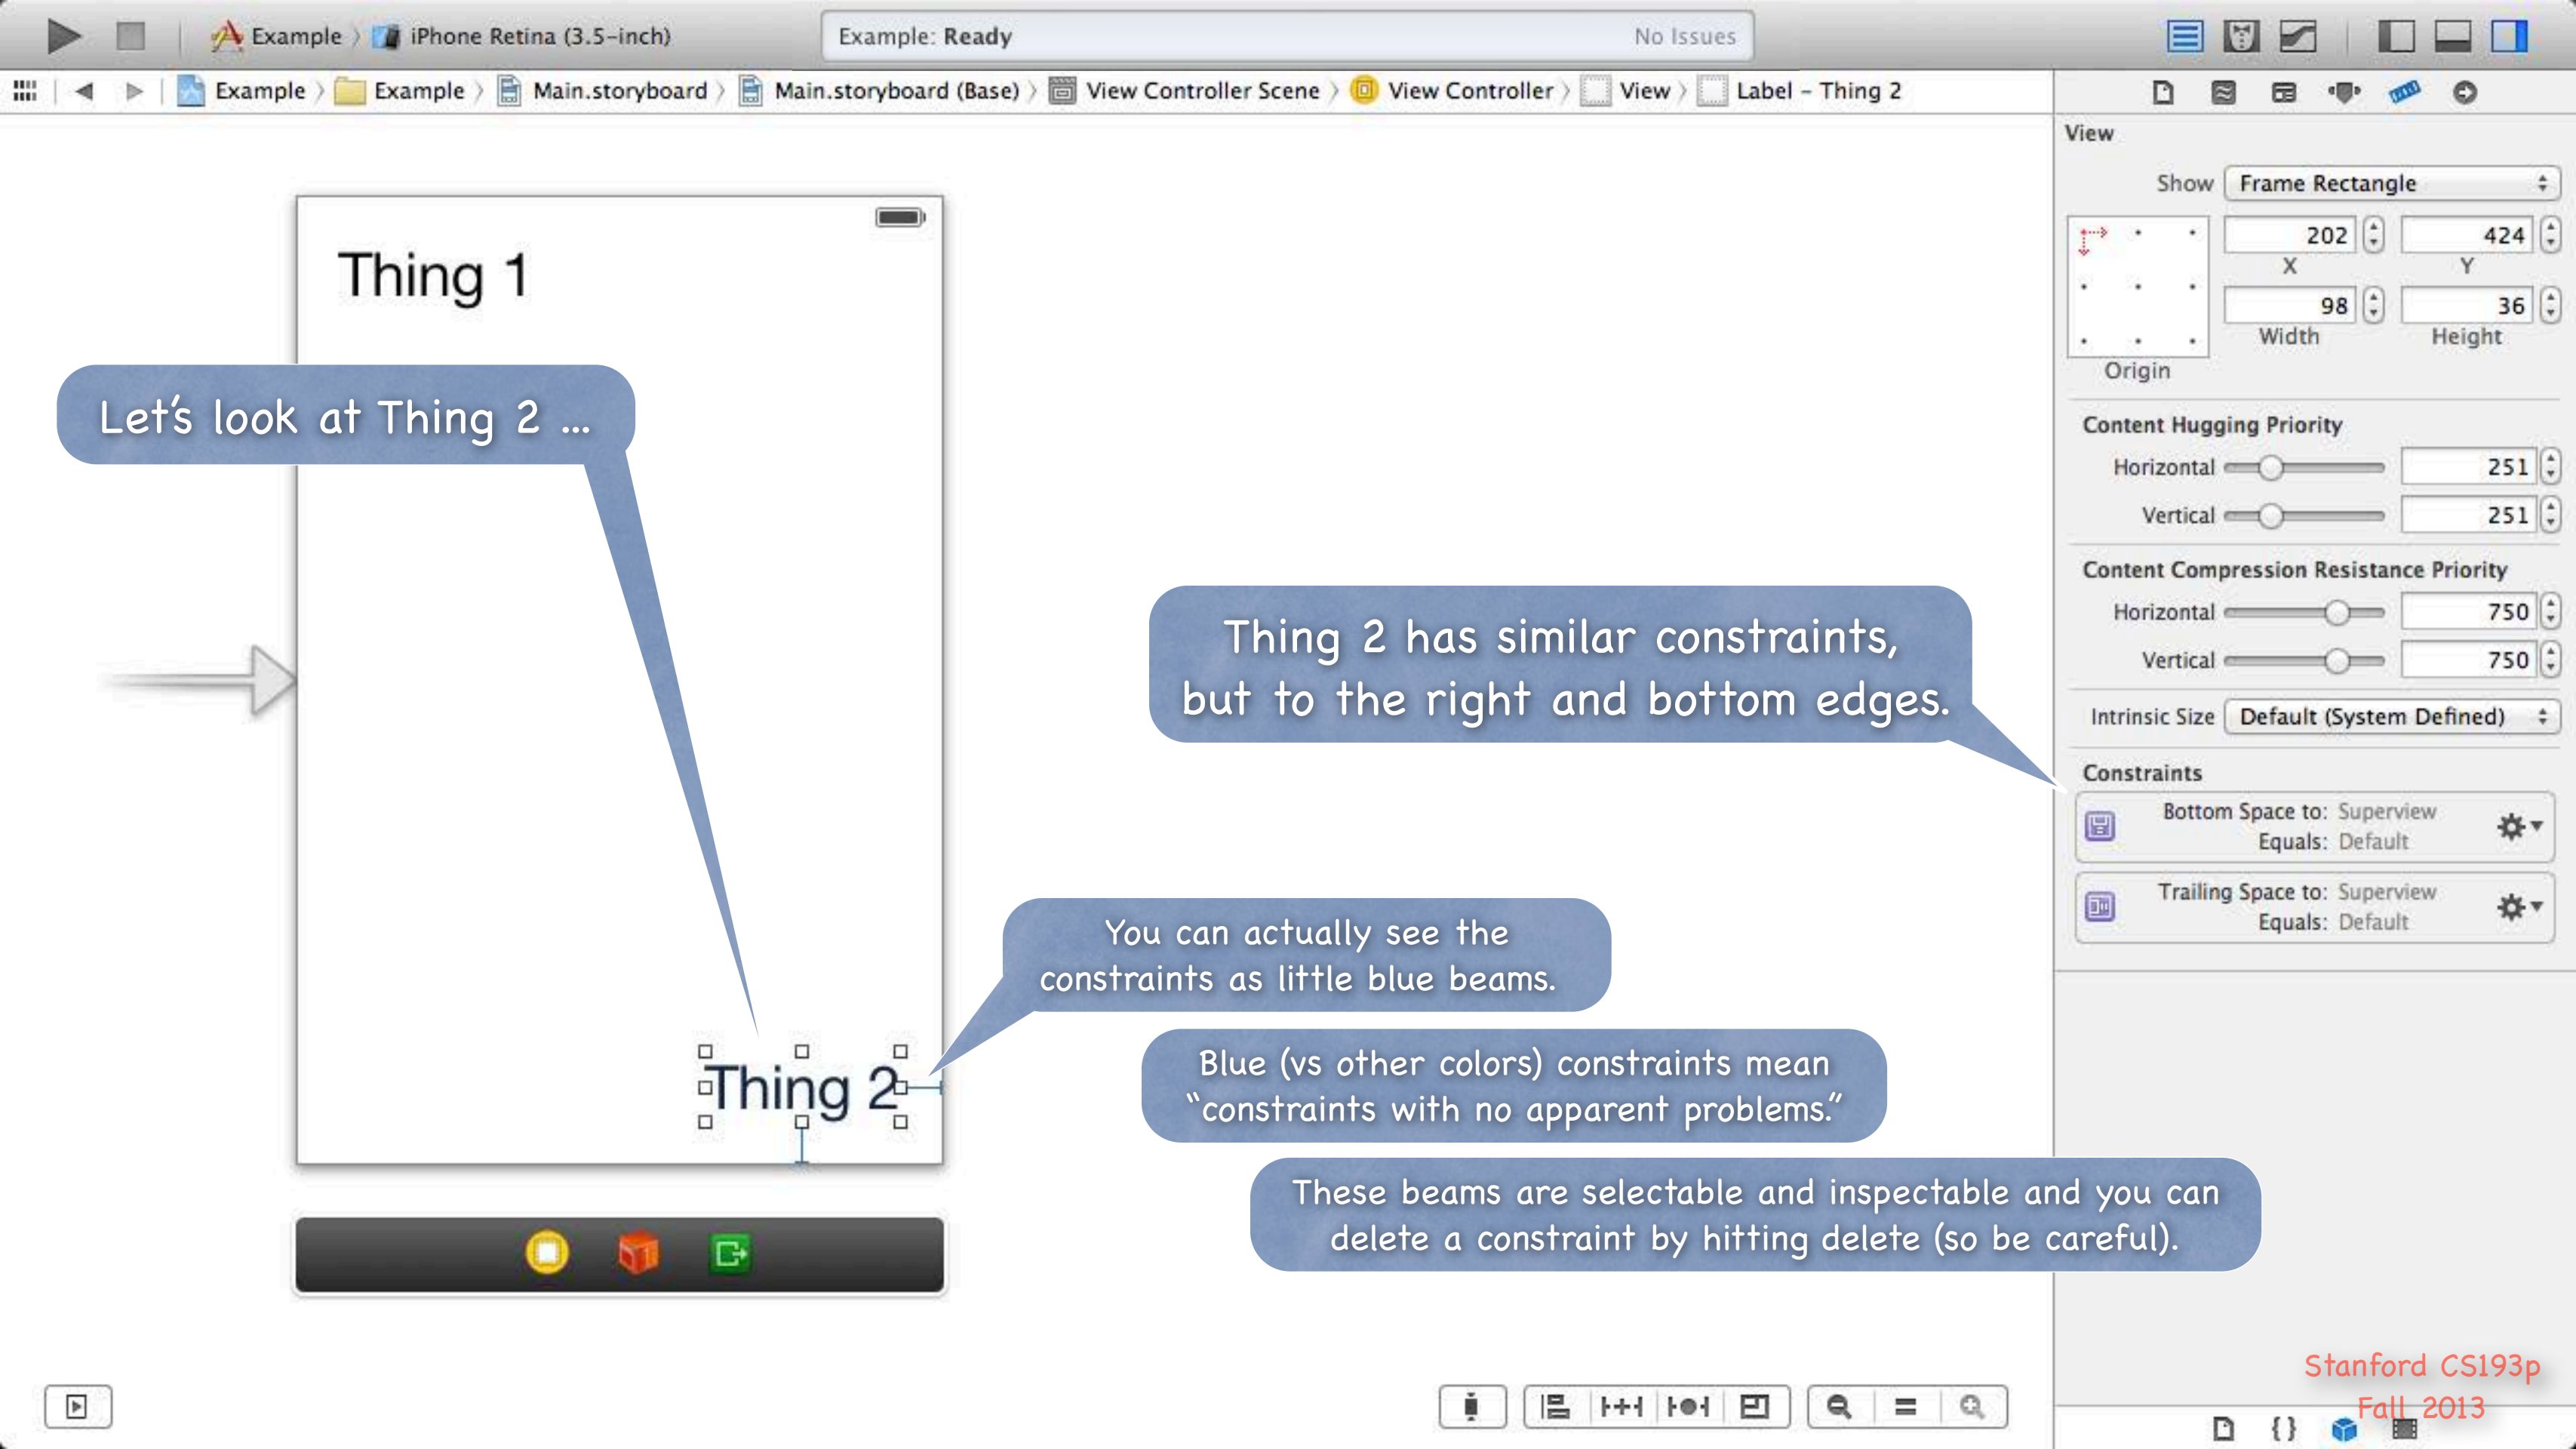 Example
iPhone Retina (3.5-inch)
Example: Ready
No Issues
Example
Example
Main.storyboard
Main.storyboard (Base)
View Controller Scene
View Controller
View
Label – Thing 2
View
Show Frame Rectangle
202 424
X Y
98 36
Width Height
Origin
Content Hugging Priority
Horizontal 251
Vertical 251
Content Compression Resistance Priority
Horizontal 750
Vertical 750
Intrinsic Size Default (System Defined)
Constraints
Bottom Space to: Superview
Equals: Default
Trailing Space to: Superview
Equals: Default
Thing 1
Let's look at Thing 2 ...
Thing 2 has similar constraints,
but to the right and bottom edges.
You can actually see the
constraints as little blue beams.
Thing 2
Blue (vs other colors) constraints mean
“constraints with no apparent problems.”
These beams are selectable and inspectable and you can
delete a constraint by hitting delete (so be careful).
Stanford CS193p
Fall 2013